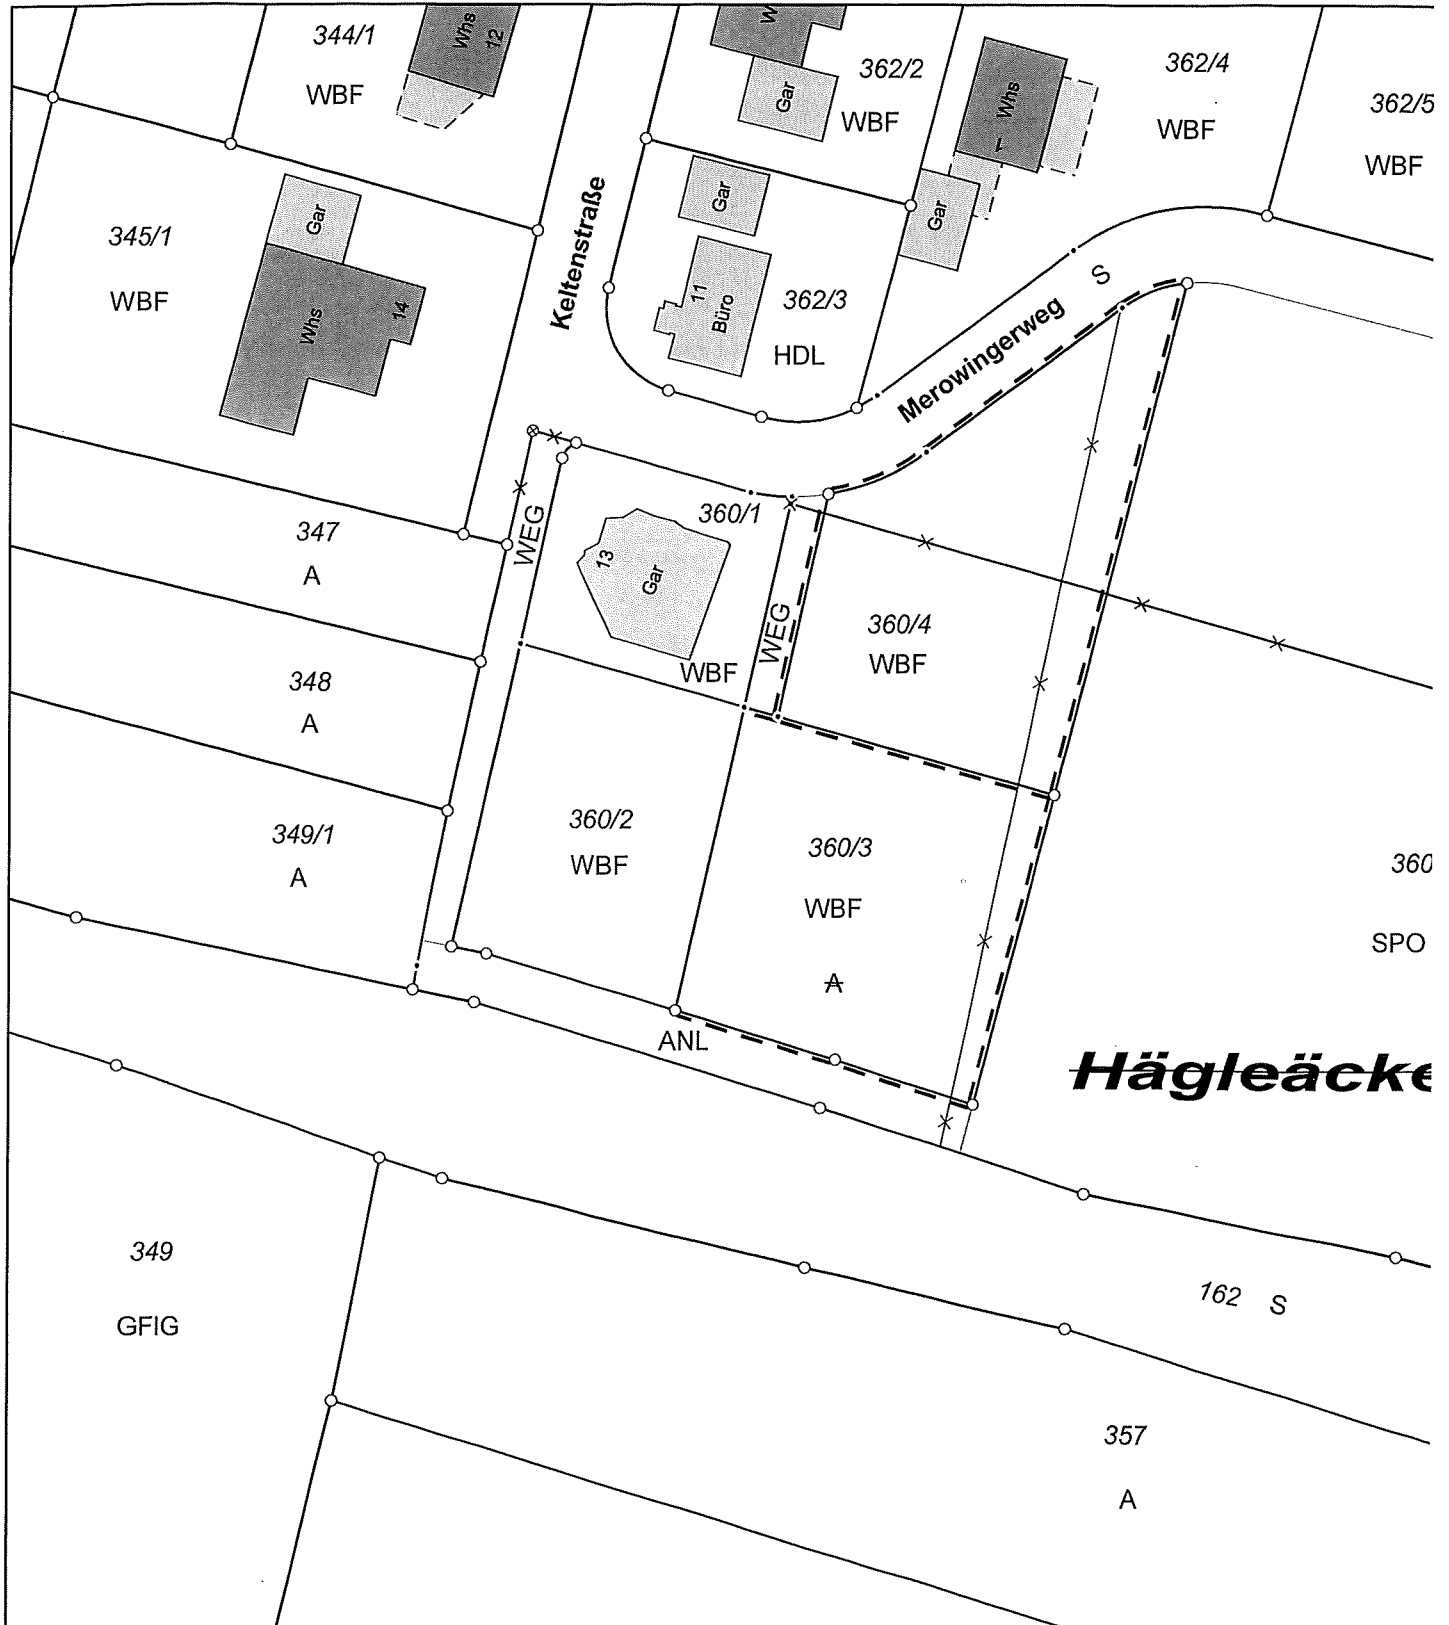 344/1
WBF
Whs
12
W
Gar
362/2
WBF
Whs
1
362/4
WBF
362/5
WBF
345/1
WBF
Gar
Whs
14
Keltenstraße
Gar
11
Büro
362/3
HDL
Gar
Merowingerweg S
347
A
WEG
360/1
13
Gar
WBF
WEG
360/4
WBF
348
A
349/1
A
360/2
WBF
360/3
WBF
A
360
SPO
ANL
Hägleäcke
349
GFIG
162 S
357
A